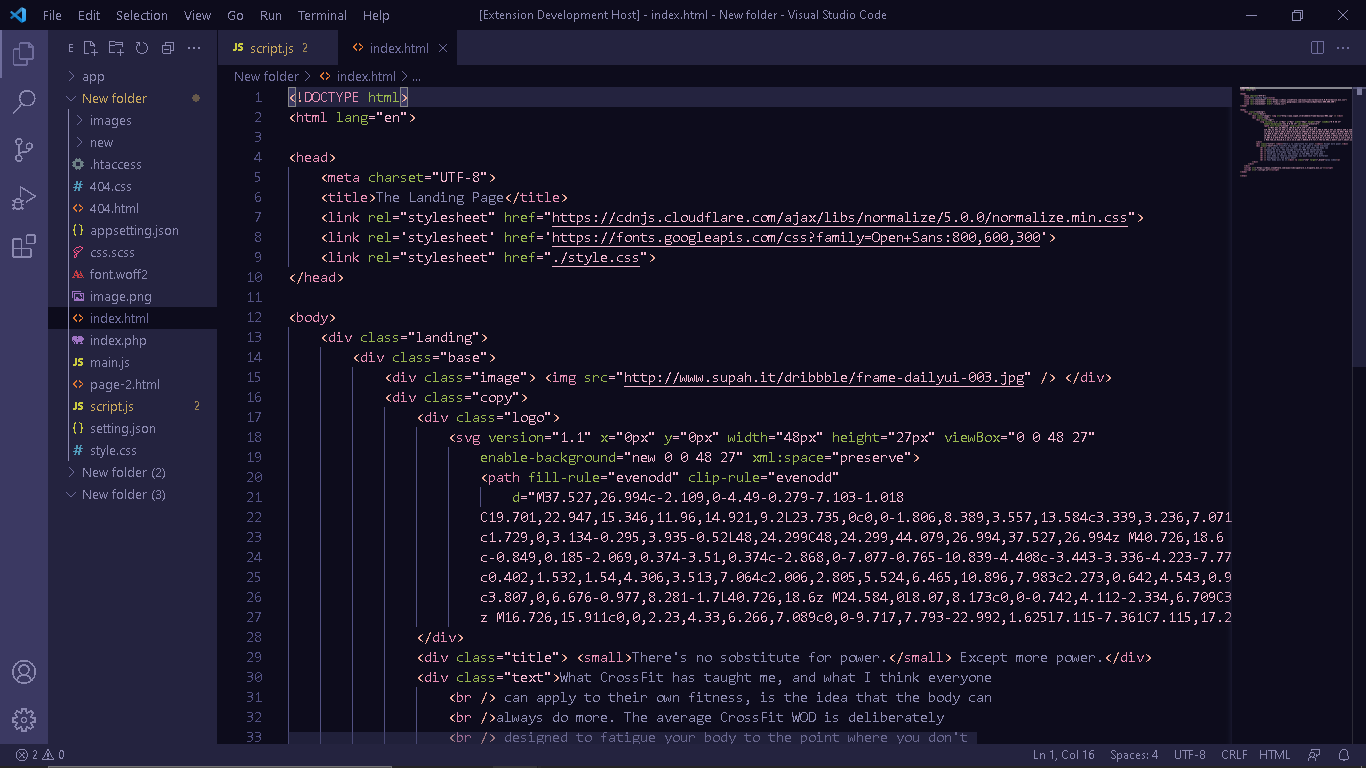 File Edit Selection View Go Run Terminal Help [Extension Development Host] - index.html - New folder - Visual Studio Code
E
app
New folder
images
new
.htaccess
# 404.css
<> 404.html
{} appsetting.json
css.scss
AA font.woff2
image.png
<> index.html
index.php
JS main.js
<> page-2.html
JS script.js 2
{} setting.json
# style.css
New folder (2)
New folder (3)
JS script.js 2 <> index.html
New folder > <> index.html > ...
1 <!DOCTYPE html>
2 <html lang="en">
3
4 <head>
5 <meta charset="UTF-8">
6 <title>The Landing Page</title>
7 <link rel="stylesheet" href="https://cdnjs.cloudflare.com/ajax/libs/normalize/5.0.0/normalize.min.css">
8 <link rel='stylesheet' href='https://fonts.googleapis.com/css?family=Open+Sans:800,600,300'>
9 <link rel="stylesheet" href="./style.css">
10 </head>
11
12 <body>
13 <div class="landing">
14 <div class="base">
15 <div class="image"> <img src="http://www.supah.it/dribbble/frame-dailyui-003.jpg" /> </div>
16 <div class="copy">
17 <div class="logo">
18 <svg version="1.1" x="0px" y="0px" width="48px" height="27px" viewBox="0 0 48 27"
19 enable-background="new 0 0 48 27" xml:space="preserve">
20 <path fill-rule="evenodd" clip-rule="evenodd"
21 d="M37.527,26.994c-2.109,0-4.49-0.279-7.103-1.018
22 C19.701,22.947,15.346,11.96,14.921,9.2L23.735,0c0,0-1.806,8.389,3.557,13.584c3.339,3.236,7.071
23 c1.729,0,3.134-0.295,3.935-0.52L48,24.299C48,24.299,44.079,26.994,37.527,26.994z M40.726,18.6
24 c-0.849,0.185-2.069,0.374-3.51,0.374c-2.868,0-7.077-0.765-10.839-4.408c-3.443-3.336-4.223-7.77
25 c0.402,1.532,1.54,4.306,3.513,7.064c2.006,2.805,5.524,6.465,10.896,7.983c2.273,0.642,4.543,0.9
26 c3.807,0,6.676-0.977,8.281-1.7L40.726,18.6z M24.584,0l8.07,8.173c0,0-0.742,4.112-2.334,6.709C3
27 z M16.726,15.911c0,0,2.23,4.33,6.266,7.089c0,0-9.717,7.793-22.992,1.625l7.115-7.361C7.115,17.2
28 </div>
29 <div class="title"> <small>There's no sobstitute for power.</small> Except more power.</div>
30 <div class="text">What CrossFit has taught me, and what I think everyone
31 <br /> can apply to their own fitness, is the idea that the body can
32 <br />always do more. The average CrossFit WOD is deliberately
33 <br /> designed to fatigue your body to the point where you don't
2 0 Ln 1, Col 16 Spaces: 4 UTF-8 CRLF HTML